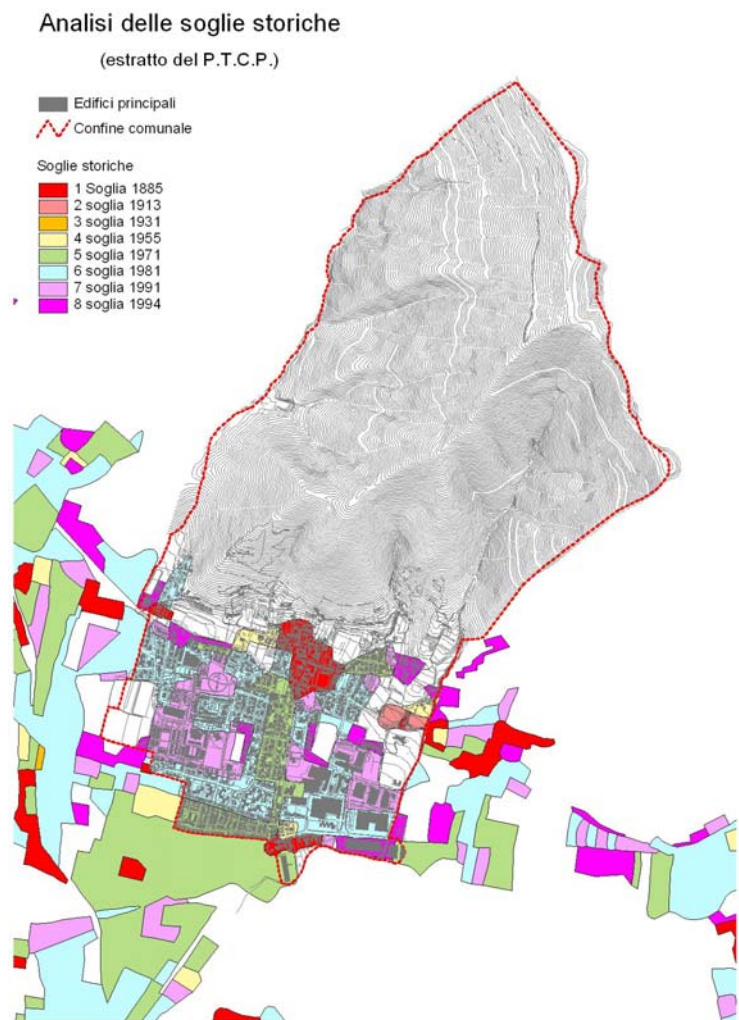 Analisi delle soglie storiche
(estratto del P.T.C.P.)
Edifici principali
Confine comunale
Soglie storiche
1 Soglia 1885
2 soglia 1913
3 soglia 1931
4 soglia 1955
5 soglia 1971
6 soglia 1981
7 soglia 1991
8 soglia 1994